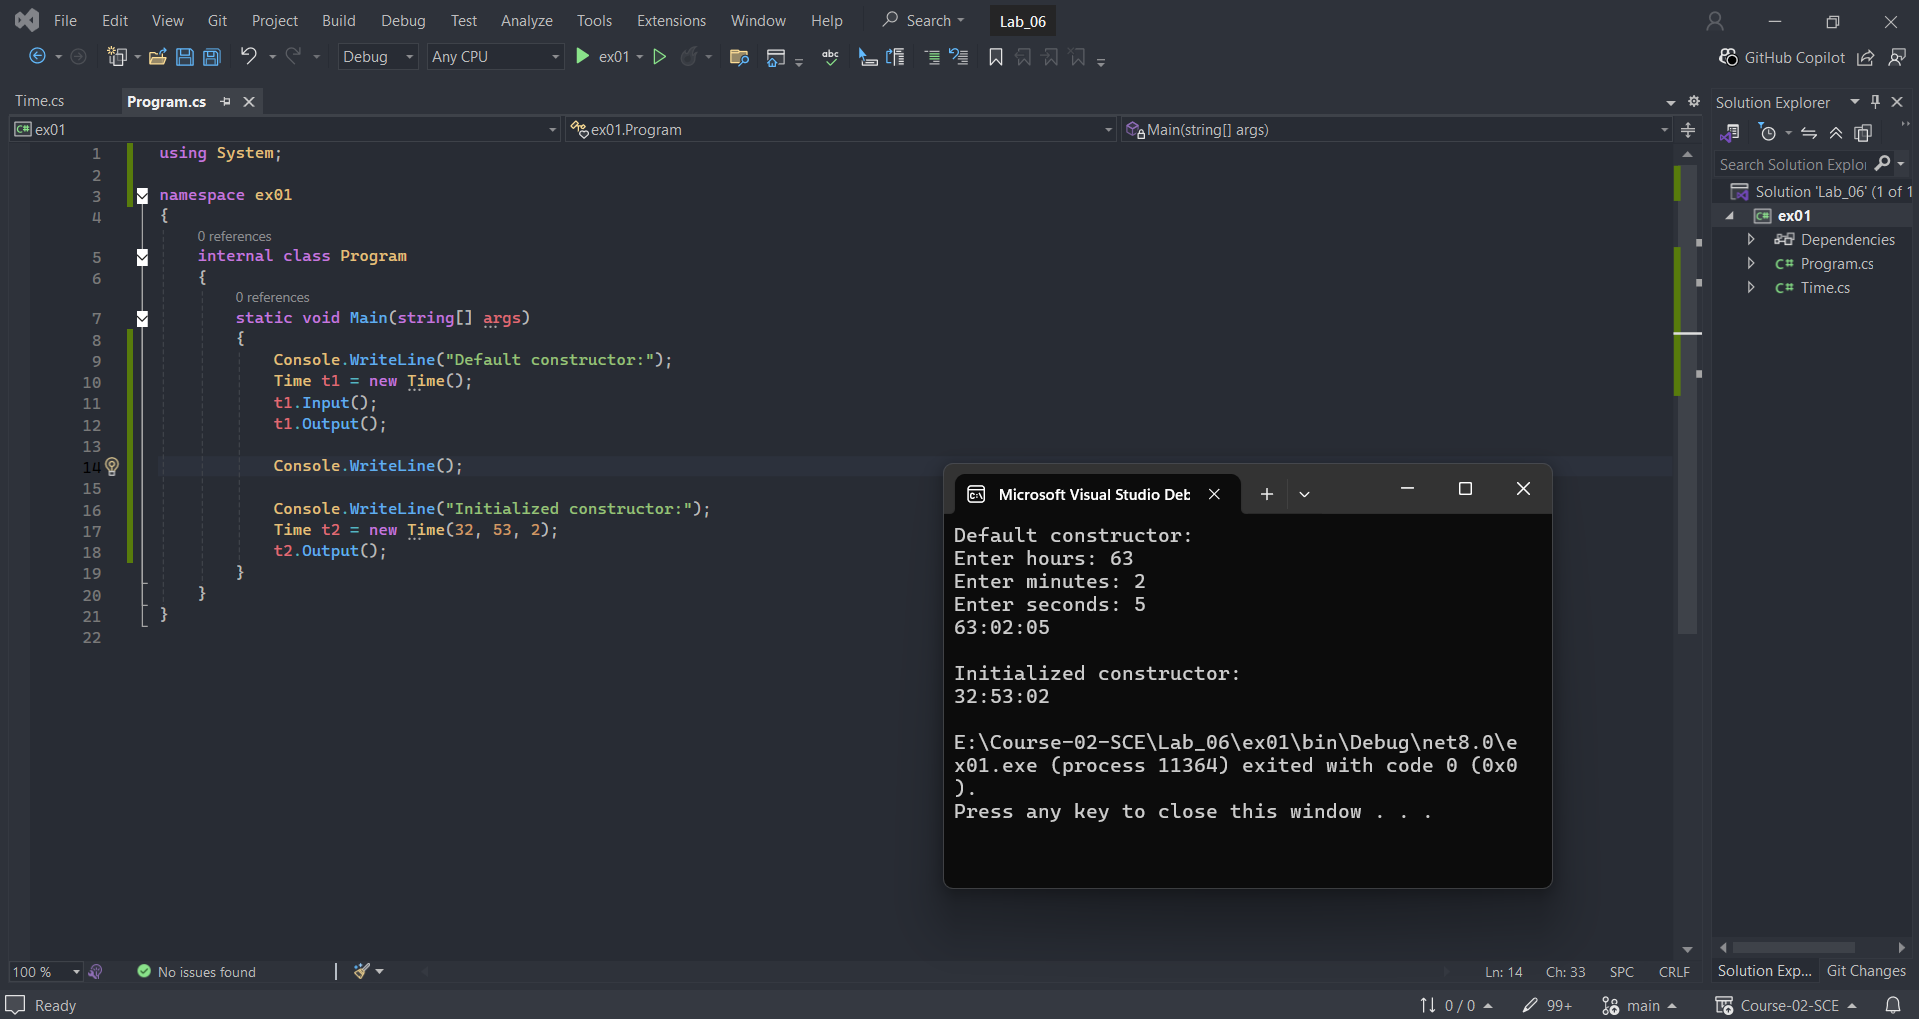 File Edit View Git Project Build Debug Test Analyze Tools Extensions Window Help Search Lab_06
Debug Any CPU ex01 abc GitHub Copilot
Time.cs Program.cs
ex01 ex01.Program Main(string[] args)
1 using System;
2
3 namespace ex01
4 {
0 references
5 internal class Program
6 {
0 references
7 static void Main(string[] args)
8 {
9 Console.WriteLine("Default constructor:");
10 Time t1 = new Time();
11 t1.Input();
12 t1.Output();
13
14 Console.WriteLine();
15
16 Console.WriteLine("Initialized constructor:");
17 Time t2 = new Time(32, 53, 2);
18 t2.Output();
19 }
20 }
21 }
22
Microsoft Visual Studio Deb
Default constructor:
Enter hours: 63
Enter minutes: 2
Enter seconds: 5
63:02:05
Initialized constructor:
32:53:02
E:\Course-02-SCE\Lab_06\ex01\bin\Debug\net8.0\e
x01.exe (process 11364) exited with code 0 (0x0
).
Press any key to close this window . . .
Solution Explorer
Search Solution Explo
Solution 'Lab_06' (1 of 1
C# ex01
Dependencies
C# Program.cs
C# Time.cs
100 % No issues found Ln: 14 Ch: 33 SPC CRLF
Solution Exp... Git Changes
Ready 0 / 0 99+ main Course-02-SCE